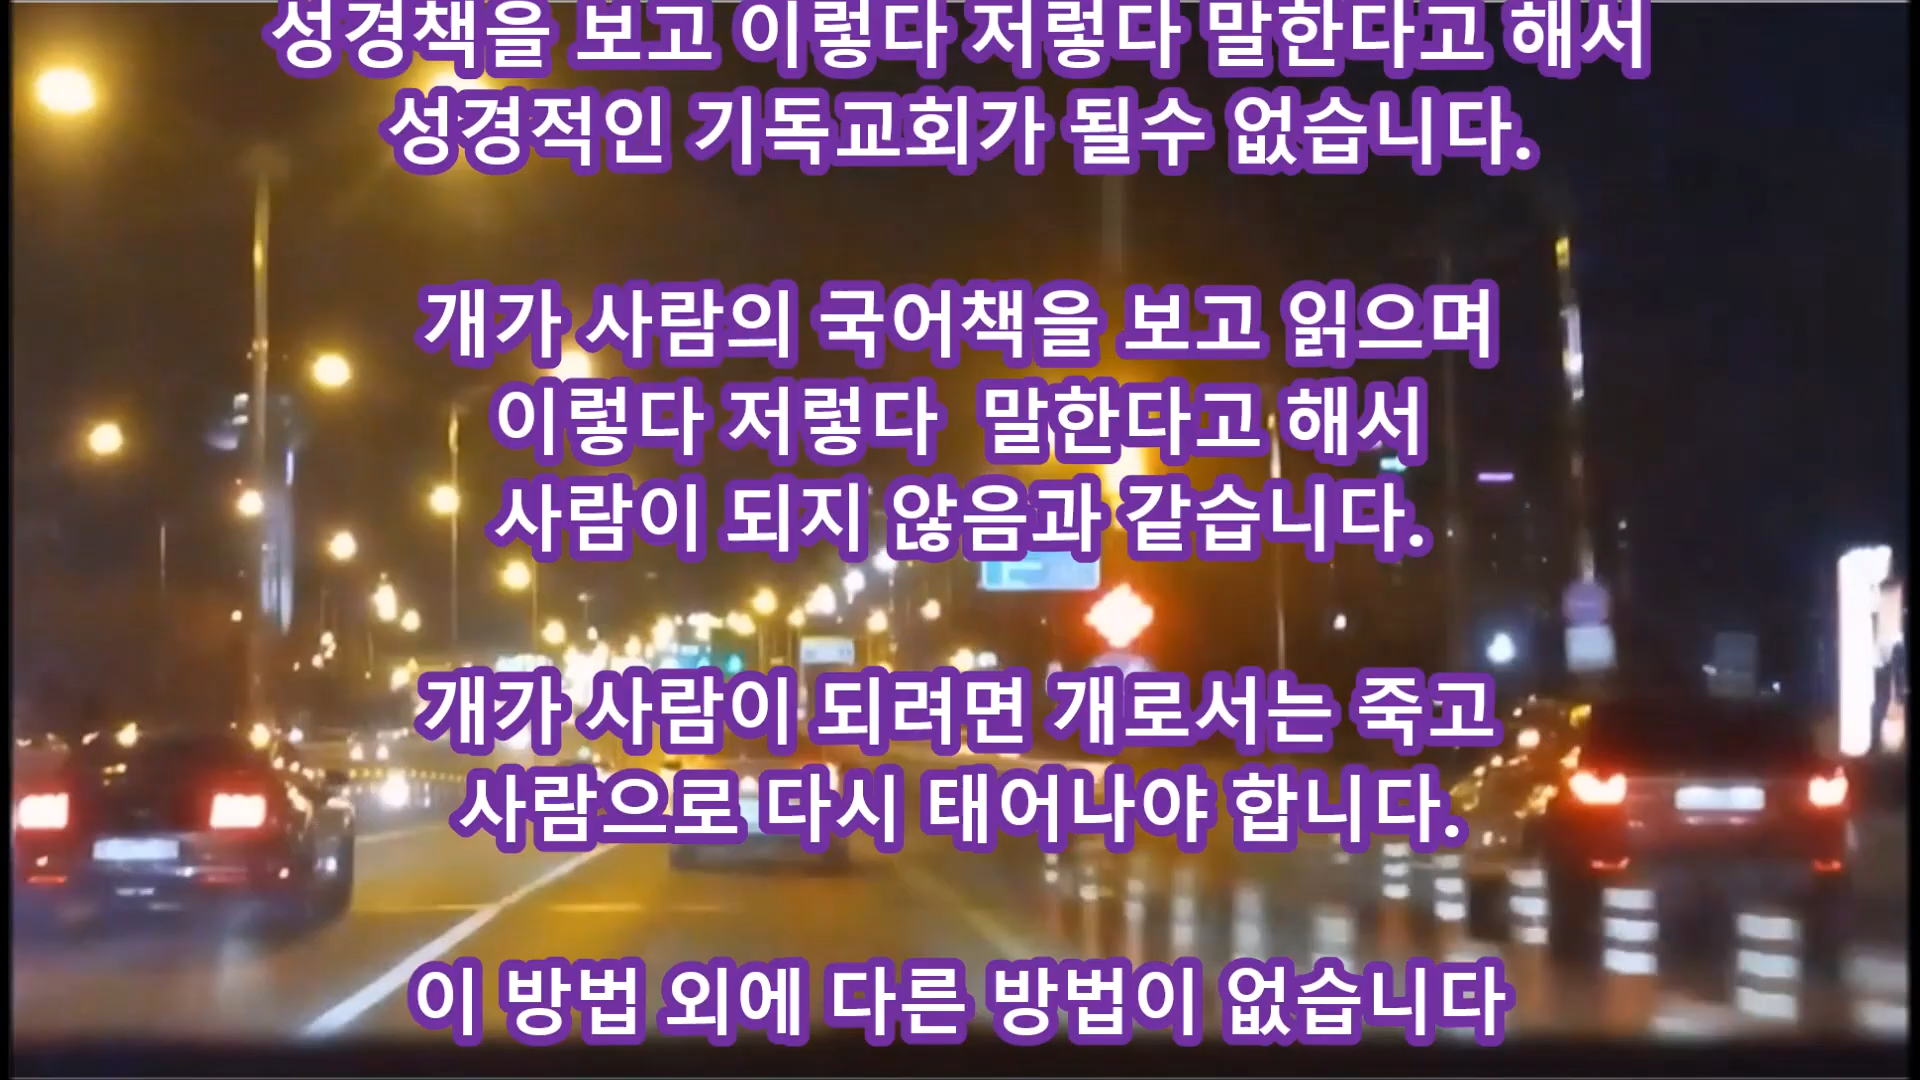 성경책을 보고 이렇다 저렇다 말한다고 해서
성경적인 기독교회가 될수 없습니다.
개가 사람의 국어책을 보고 읽으며
이렇다 저렇다 말한다고 해서
사람이 되지 않음과 같습니다.
개가 사람이 되려면 개로서는 죽고
사람으로 다시 태어나야 합니다.
이 방법 외에 다른 방법이 없습니다